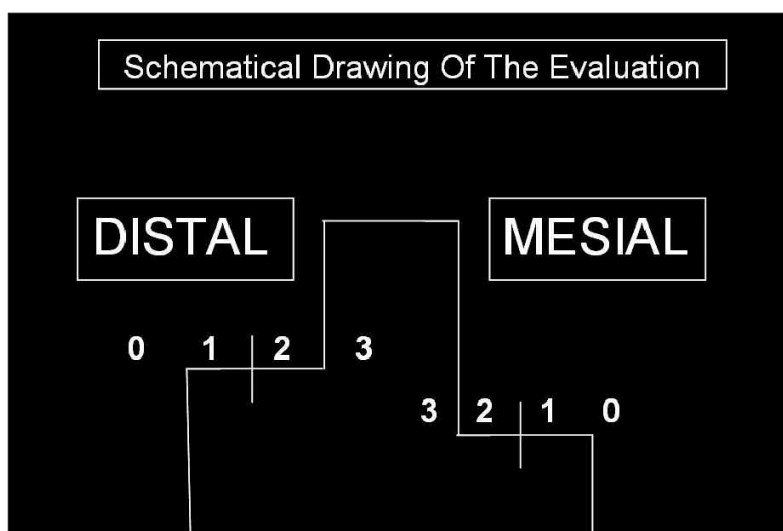 Schematical Drawing Of The Evaluation
DISTAL
MESIAL
0 1 2 3
3 2 1 0